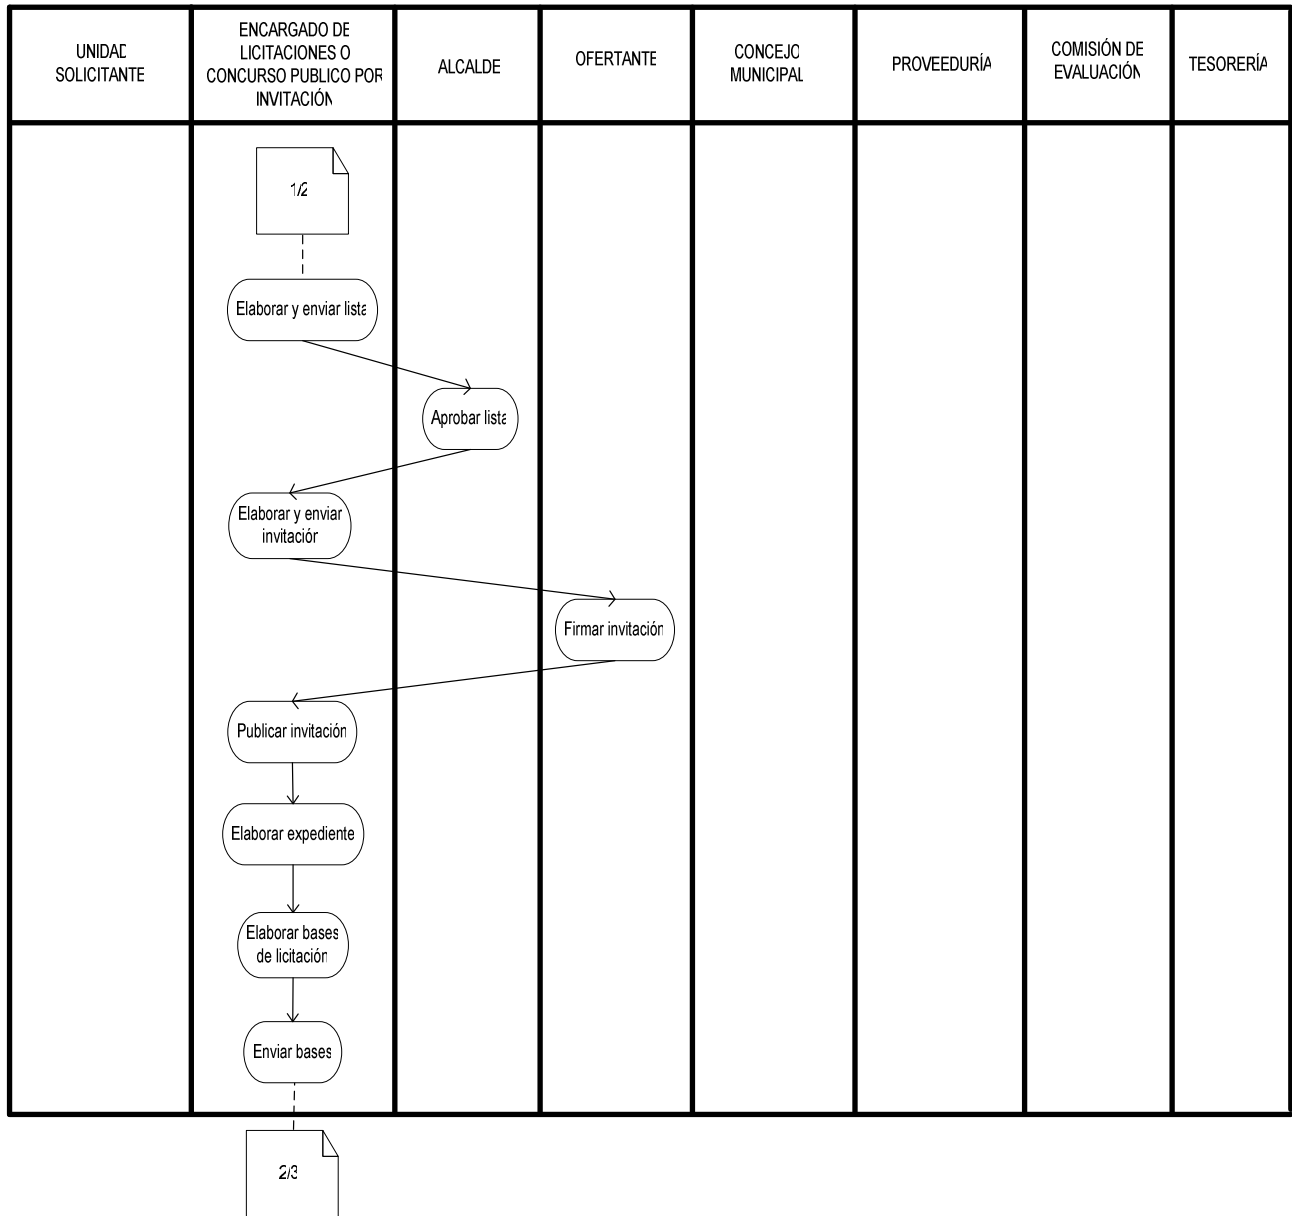 UNIDAD
SOLICITANTE
ENCARGADO DE
LICITACIONES O
CONCURSO PUBLICO POR
INVITACIÓN
ALCALDE
OFERTANTE
CONCEJO
MUNICIPAL
PROVEEDURÍA
COMISIÓN DE
EVALUACIÓN
TESORERÍA
1/2
Elaborar y enviar lista
Aprobar lista
Elaborar y enviar
invitación
Firmar invitación
Publicar invitación
Elaborar expediente
Elaborar bases
de licitación
Enviar bases
2/3